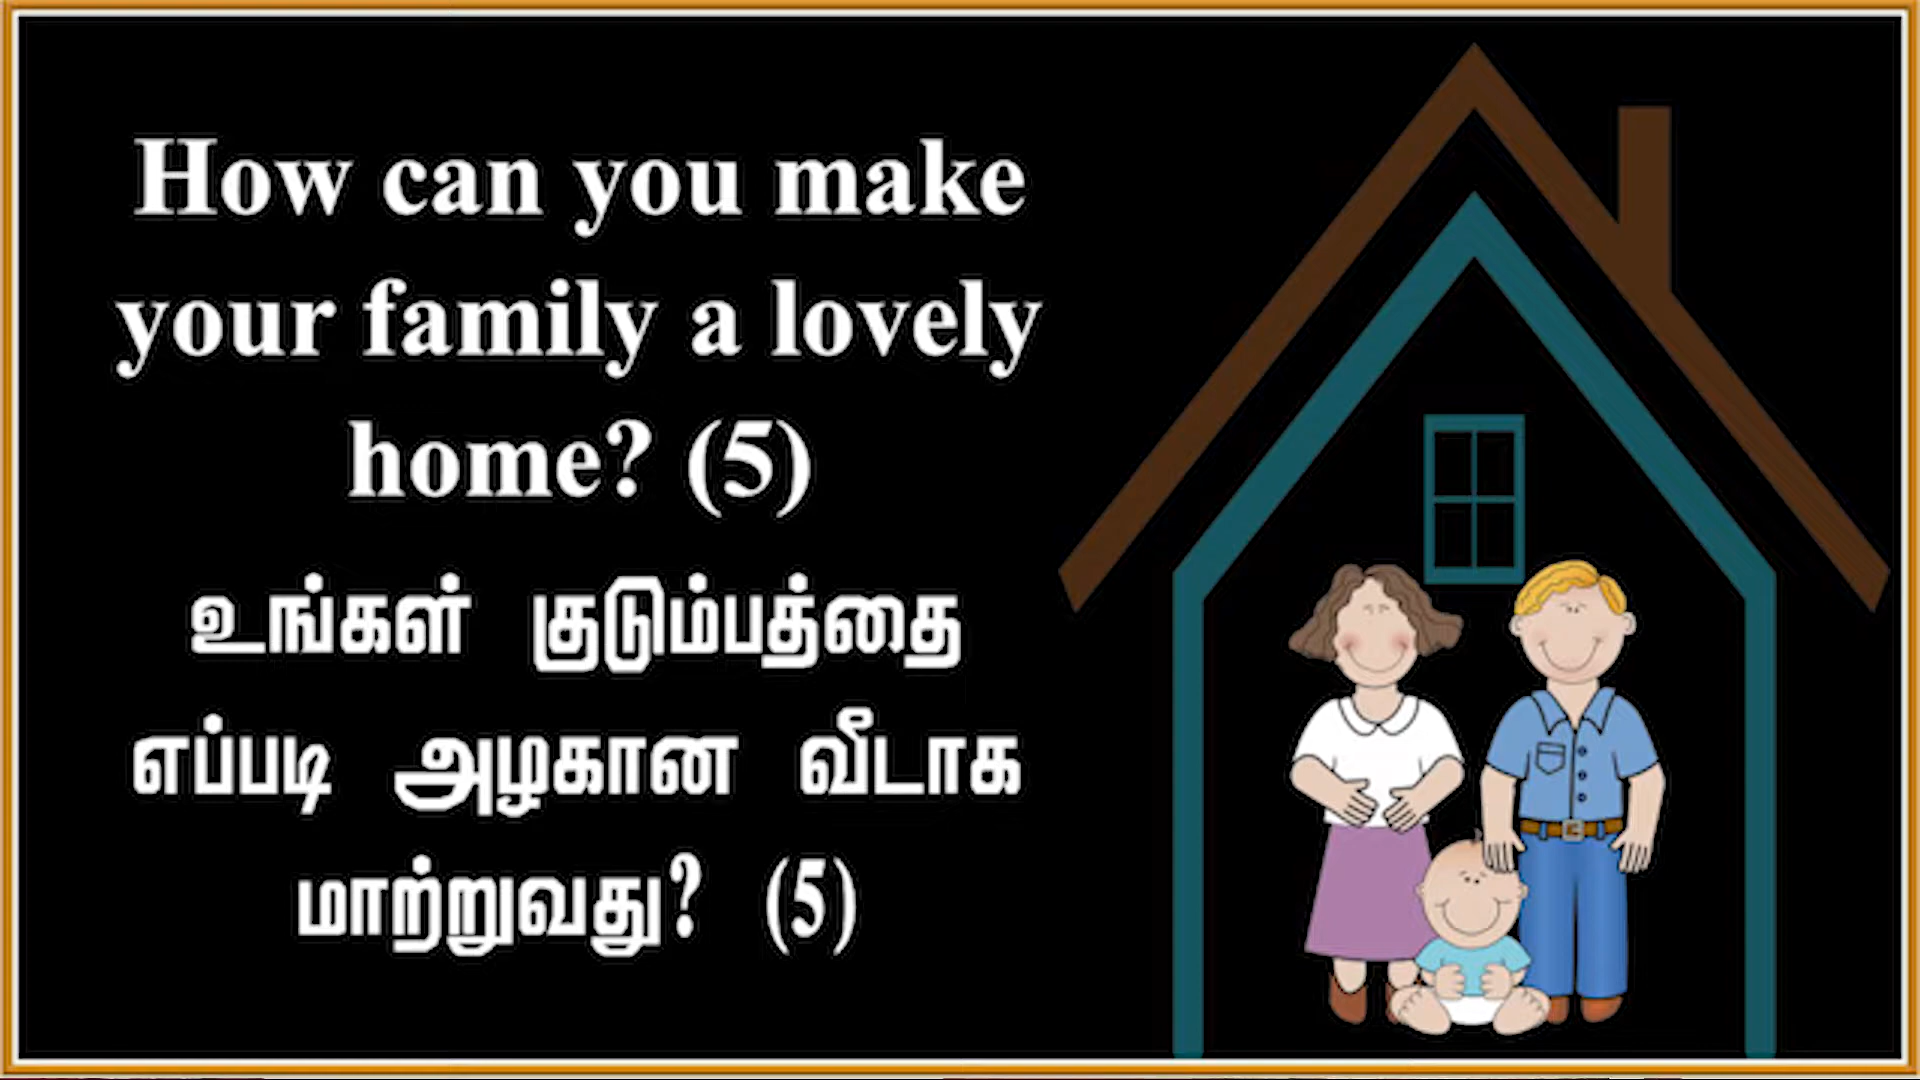 How can you make
your family a lovely
home? (5)
உங்கள் குடும்பத்தை
எப்படி அழகான வீடாக
மாற்றுவது? (5)